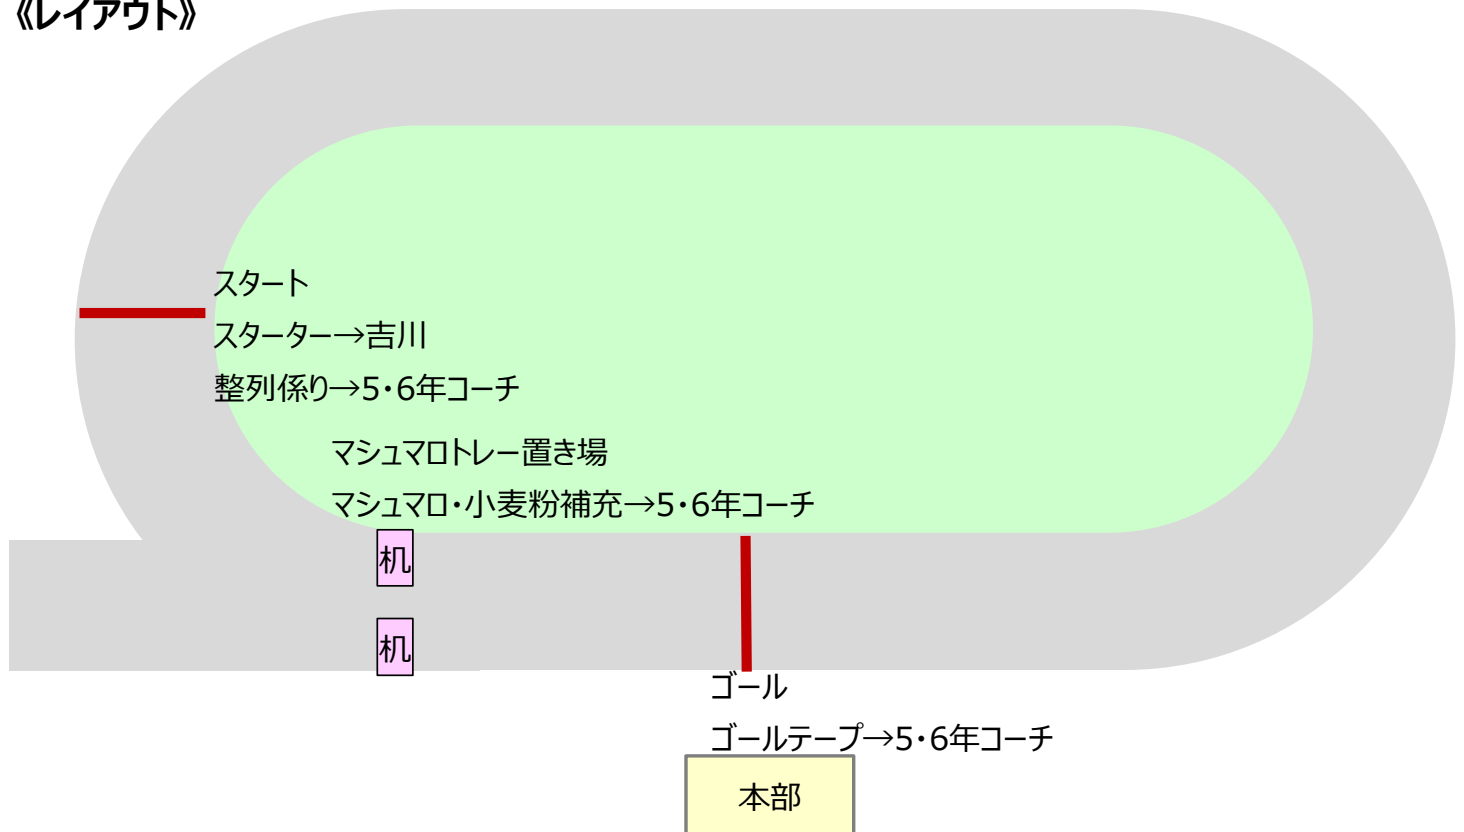 《レイアウト》
スタート
スターター→吉川
整列係り→5・6年コーチ
マシュマロトレー置き場
マシュマロ・小麦粉補充→5・6年コーチ
机
机
ゴール
ゴールテープ→5・6年コーチ
本部